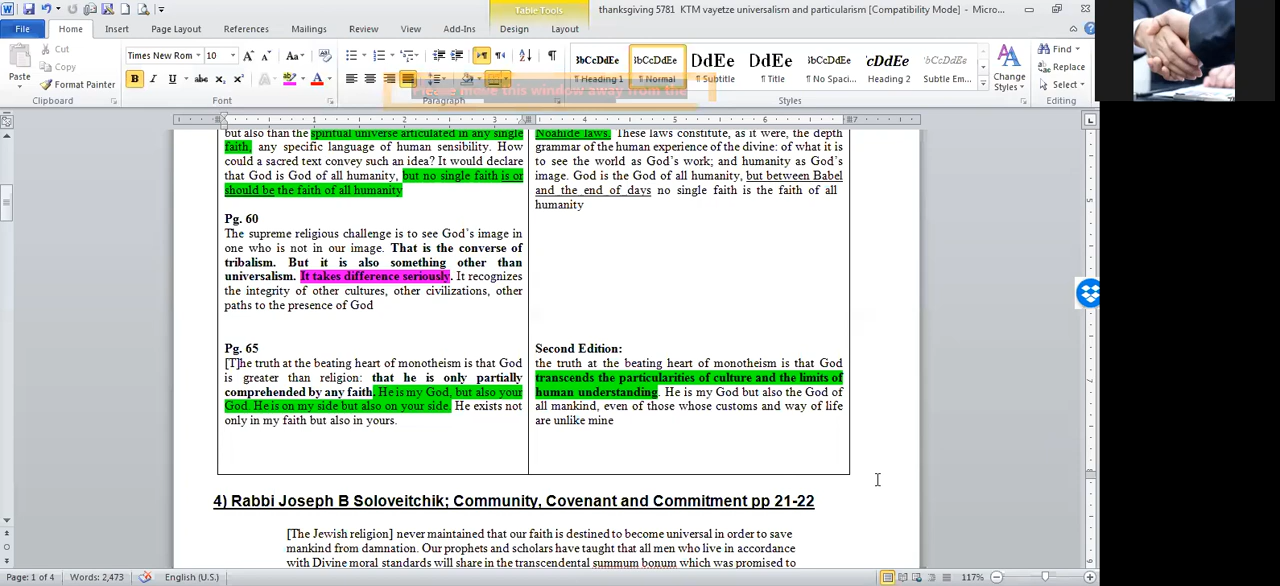 Table Tools
thanksgiving 5781 KTM vayetze universalism and particularism [Compatibility Mode] - Micro...
File Home Insert Page Layout References Mailings Review View Add-Ins Design Layout
Paste
Cut
Copy
Format Painter
Clipboard
Times New Rom 10
Font
Paragraph
Please move this window away from the
¶ Heading 1 ¶ Normal ¶ Subtitle ¶ Title ¶ No Spaci... Heading 2 Subtle Em...
Styles
Change
Styles
Find
Replace
Select
Editing
but also than the spiritual universe articulated in any single
faith, any specific language of human sensibility. How
could a sacred text convey such an idea? It would declare
that God is God of all humanity, but no single faith is or
should be the faith of all humanity
Pg. 60
The supreme religious challenge is to see God's image in
one who is not in our image. That is the converse of
tribalism. But it is also something other than
universalism. It takes difference seriously. It recognizes
the integrity of other cultures, other civilizations, other
paths to the presence of God
Pg. 65
[T]he truth at the beating heart of monotheism is that God
is greater than religion: that he is only partially
comprehended by any faith. He is my God, but also your
God. He is on my side but also on your side. He exists not
only in my faith but also in yours.
Noahide laws. These laws constitute, as it were, the depth
grammar of the human experience of the divine: of what it is
to see the world as God's work; and humanity as God's
image. God is the God of all humanity, but between Babel
and the end of days no single faith is the faith of all
humanity
Second Edition:
the truth at the beating heart of monotheism is that God
transcends the particularities of culture and the limits of
human understanding. He is my God but also the God of
all mankind, even of those whose customs and way of life
are unlike mine
4) Rabbi Joseph B Soloveitchik; Community, Covenant and Commitment pp 21-22
[The Jewish religion] never maintained that our faith is destined to become universal in order to save
mankind from damnation. Our prophets and scholars have taught that all men who live in accordance
with Divine moral standards will share in the transcendental summum bonum which was promised to
Page: 1 of 4 Words: 2,473 English (U.S.) 117%